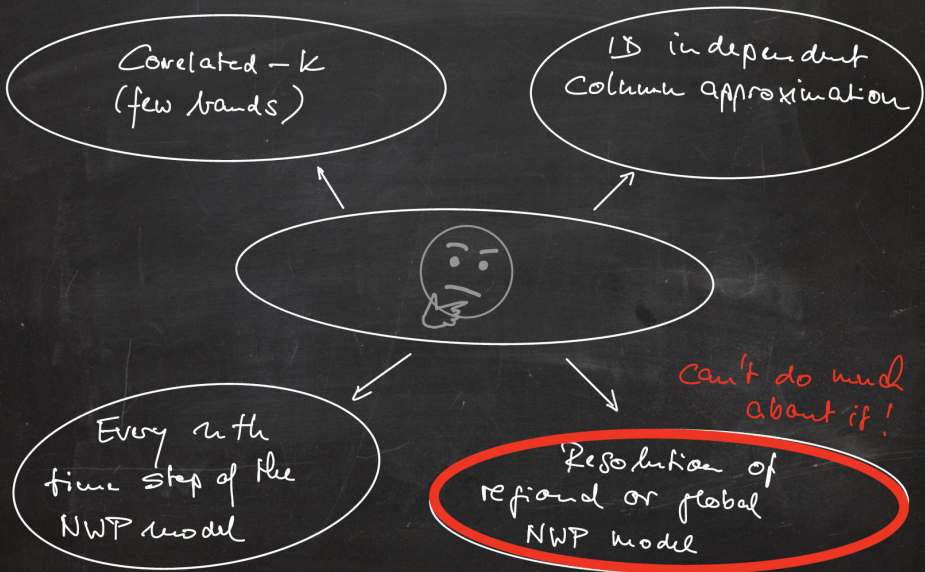 Correlated - k
(few bands)
1D independent
Column approximation
can't do much
about it!
Every nth
time step of the
NWP model
Resolution of
regional or global
NWP model